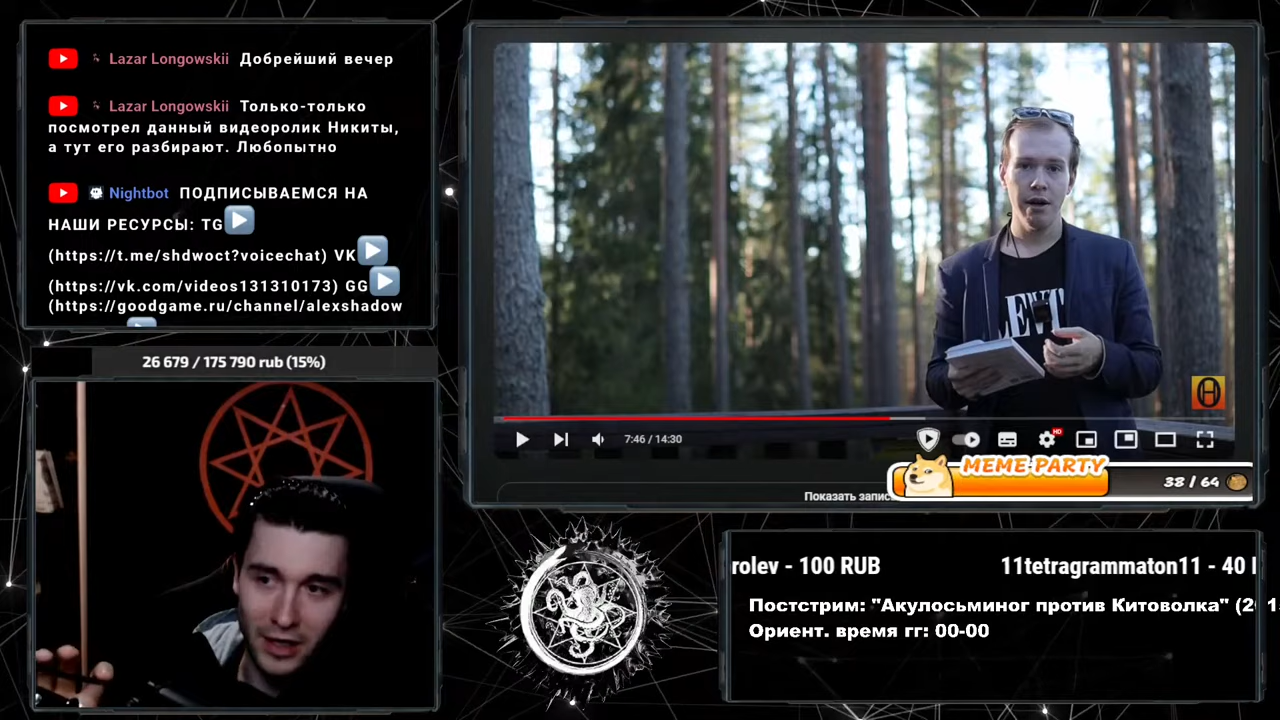 Lazar Longowskii Добрейший вечер
Lazar Longowskii Только-только
посмотрел данный видеоролик Никиты,
а тут его разбирают. Любопытно
Nightbot ПОДПИСЫВАЕМСЯ НА
НАШИ РЕСУРСЫ: TG
(https://t.me/shdwoct?voicechat) VK
(https://vk.com/videos131310173) GG
(https://goodgame.ru/channel/alexshadow
26 679 / 175 790 rub (15%)
7:46 / 14:30
HD
MEME PARTY
38 / 64
Показать запис
rolev - 100 RUB 11tetragrammaton11 - 40
Постстрим: "Акулосьминог против Китоволка"
Ориент. время гг: 00-00